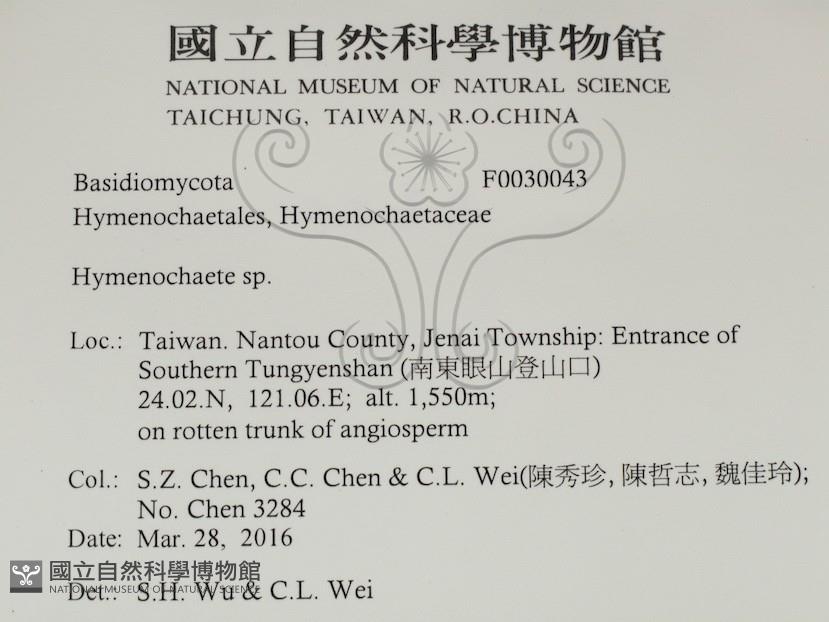 國立自然科學博物館
NATIONAL MUSEUM OF NATURAL SCIENCE
TAICHUNG, TAIWAN, R.O.CHINA
Basidiomycota F0030043
Hymenochaetales, Hymenochaetaceae
Hymenochaete sp.
Loc.: Taiwan. Nantou County, Jenai Township: Entrance of
Southern Tungyenshan (南東眼山登山口)
24.02.N, 121.06.E; alt. 1,550m;
on rotten trunk of angiosperm
Col.: S.Z. Chen, C.C. Chen & C.L. Wei(陳秀珍, 陳哲志, 魏佳玲);
No. Chen 3284
Date: Mar. 28, 2016
國立自然科學博物館
NATIONAL MUSEUM OF NATURAL SCIENCE
Det.: S.H. Wu & C.L. Wei